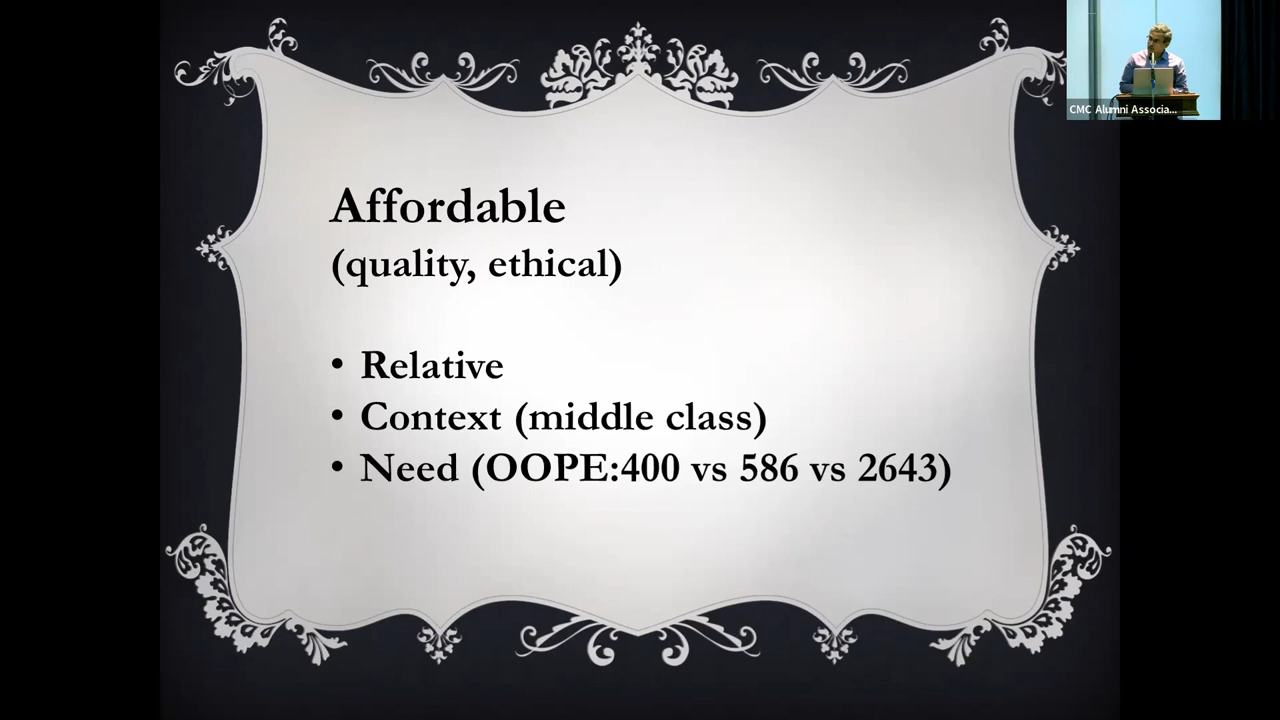 CMC Alumni Associa...
Affordable
(quality, ethical)
• Relative
• Context (middle class)
• Need (OOPE:400 vs 586 vs 2643)